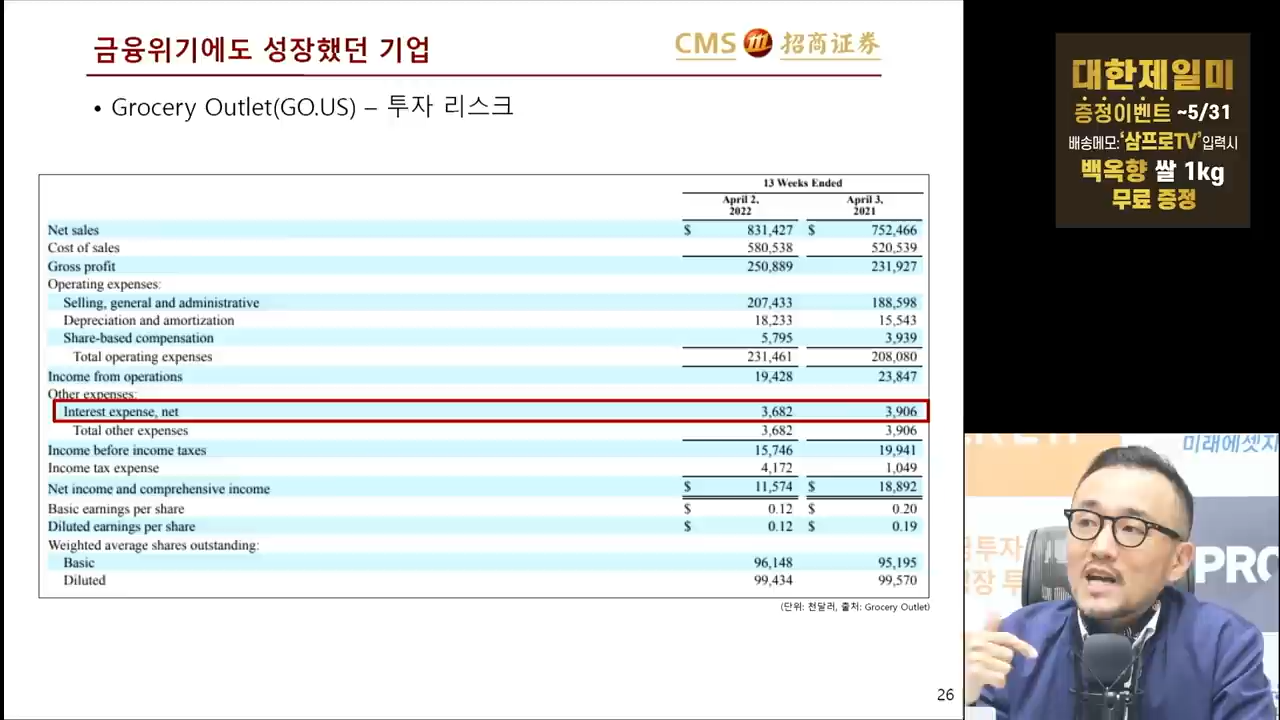 금융위기에도 성장했던 기업
CMS 招商证券
• Grocery Outlet(GO.US) – 투자 리스크
13 Weeks Ended
April 2, 2022 April 3, 2021
Net sales $ 831,427 $ 752,466
Cost of sales 580,538 520,539
Gross profit 250,889 231,927
Operating expenses:
Selling, general and administrative 207,433 188,598
Depreciation and amortization 18,233 15,543
Share-based compensation 5,795 3,939
Total operating expenses 231,461 208,080
Income from operations 19,428 23,847
Other expenses:
Interest expense, net 3,682 3,906
Total other expenses 3,682 3,906
Income before income taxes 15,746 19,941
Income tax expense 4,172 1,049
Net income and comprehensive income $ 11,574 $ 18,892
Basic earnings per share $ 0.12 $ 0.20
Diluted earnings per share $ 0.12 $ 0.19
Weighted average shares outstanding:
Basic 96,148 95,195
Diluted 99,434 99,570
(단위: 천달러, 출처: Grocery Outlet)
26
대한제일미
증정이벤트 ~5/31
배송메모:'삼프로TV'입력시
백옥향 쌀 1kg
무료 증정
미래에셋자
투자
장 투
PRO